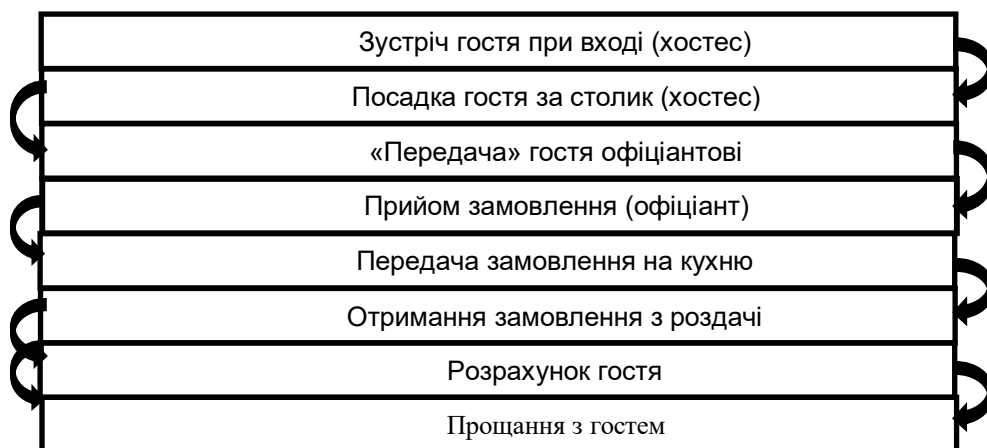 Зустріч гостя при вході (хостес)
Посадка гостя за столик (хостес)
«Передача» гостя офіціантові
Прийом замовлення (офіціант)
Передача замовлення на кухню
Отримання замовлення з роздачі
Розрахунок гостя
Прощання з гостем